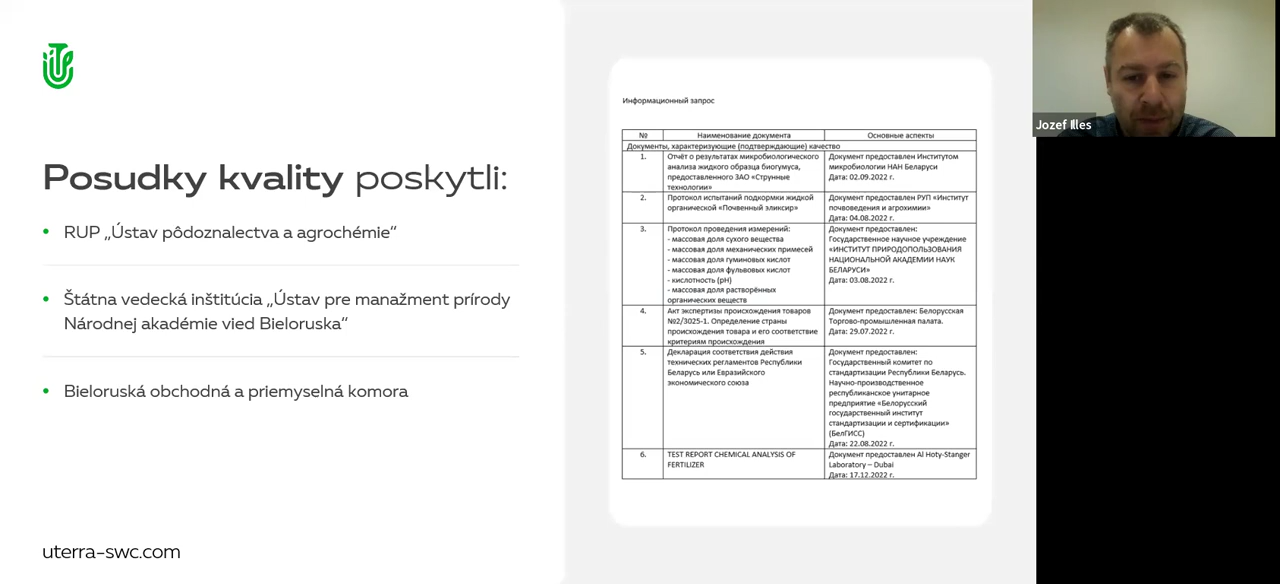 Posudky kvality poskytli:
• RUP „Ústav pôdoznalectva a agrochémie“
• Štátna vedecká inštitúcia „Ústav pre manažment prírody
Národnej akadémie vied Bieloruska“
• Bieloruská obchodná a priemyselná komora
uterra-swc.com
Информационный запрос
№ Наименование документа Основные аспекты
Документы, характеризующие (подтверждающие) качество
1. Отчёт о результатах микробиологического
анализа жидкого образца биогумуса,
предоставленного ЗАО «Струнные
технологии»
Документ предоставлен Институтом
микробиологии НАН Беларуси
Дата: 02.09.2022 г.
2. Протокол испытаний подкормки жидкой
органической «Почвенный эликсир»
Документ предоставлен РУП «Институт
почвоведения и агрохимии»
Дата: 04.08.2022 г.
3. Протокол проведения измерений:
- массовая доля сухого вещества
- массовая доля механических примесей
- массовая доля гуминовых кислот
- массовая доля фульвовых кислот
- кислотность (pH)
- массовая доля растворённых
органических веществ
Документ предоставлен:
Государственное научное учреждение
«ИНСТИТУТ ПРИРОДОПОЛЬЗОВАНИЯ
НАЦИОНАЛЬНОЙ АКАДЕМИИ НАУК
БЕЛАРУСИ»
Дата: 03.08.2022 г.
4. Акт экспертизы происхождения товаров
№2/3025-1. Определение страны
происхождения товара и его соответствие
критериям происхождения
Документ предоставлен: Белорусская
Торгово-промышленная палата.
Дата: 29.07.2022 г.
5. Декларация соответствия действия
технических регламентов Республики
Беларусь или Евразийского
экономического союза
Документ предоставлен:
Государственный комитет по
стандартизации Республики Беларусь.
Научно-производственное
республиканское унитарное
предприятие «Белорусский
государственный институт
стандартизации и сертификации»
(БелГИСС)
Дата: 22.08.2022 г.
6. TEST REPORT CHEMICAL ANALYSIS OF
FERTILIZER
Документ предоставлен Al Hoty-Stanger
Laboratory – Dubai
Дата: 17.12.2022 г.
Jozef Illes